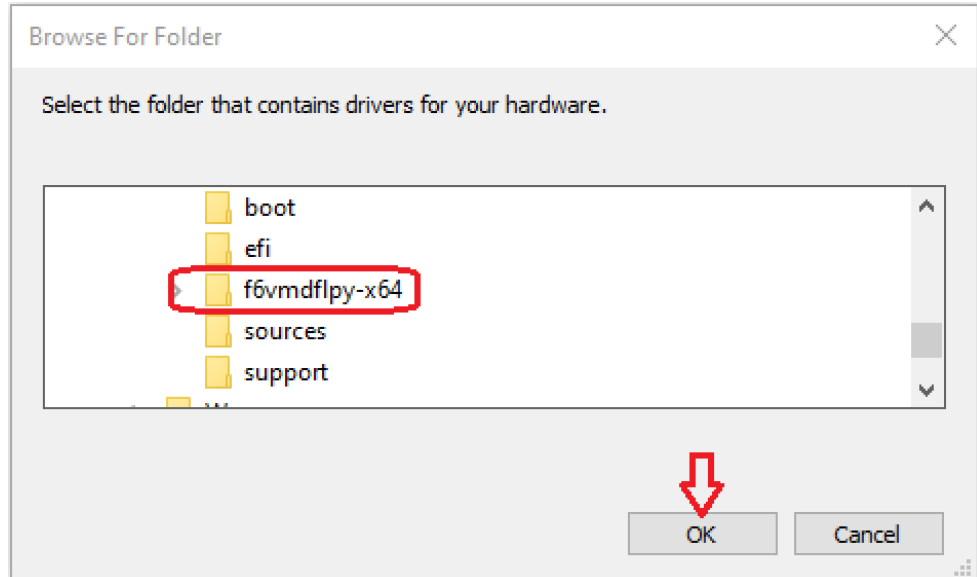 Browse For Folder
Select the folder that contains drivers for your hardware.
boot
efi
f6vmdflpy-x64
sources
support
OK Cancel